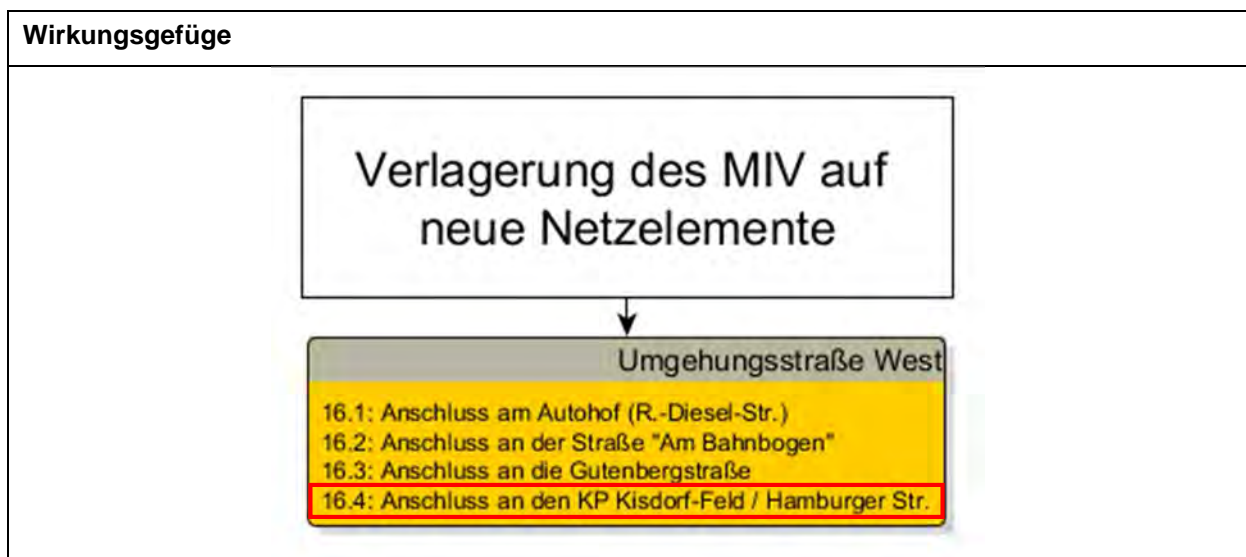 Wirkungsgefüge
Verlagerung des MIV auf
neue Netzelemente
Umgehungsstraße West
16.1: Anschluss am Autohof (R.-Diesel-Str.)
16.2: Anschluss an der Straße "Am Bahnbogen"
16.3: Anschluss an die Gutenbergstraße
16.4: Anschluss an den KP Kisdorf-Feld / Hamburger Str.